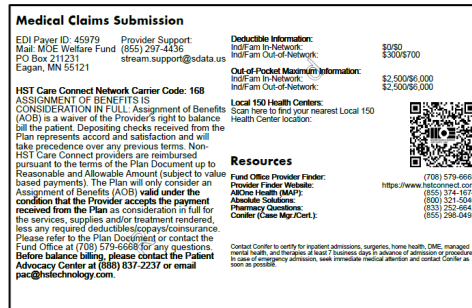 Medical Claims Submission
EDI Payer ID: 45979 Provider Support:
Mail: MOE Welfare Fund (855) 297-4436
PO Box 211231 stream.support@sdata.us
Eagan, MN 55121
HST Care Connect Network Carrier Code: 168
ASSIGNMENT OF BENEFITS IS
CONSIDERATION IN FULL: Assignment of Benefits
(AOB) is a waiver of the Provider's right to balance
bill the patient. Depositing checks received from the
Plan represents accord and satisfaction and will
take precedence over any previous terms. Non-
HST Care Connect providers are reimbursed
pursuant to the terms of the Plan Document up to
Reasonable and Allowable Amount (subject to value
based payments). The Plan will only consider an
Assignment of Benefits (AOB) valid under the
condition that the Provider accepts the payment
received from the Plan as consideration in full for
the services, supplies and/or treatment rendered,
less any required deductibles/copays/coinsurance.
Please refer to the Plan Document or contact the
Fund Office at (708) 579-6668 for any questions.
Before balance billing, please contact the Patient
Advocacy Center at (888) 837-2237 or email
pac@hstechnology.com.
Deductible Information:
Ind/Fam In-Network: $0/$0
Ind/Fam Out-of-Network: $300/$700
Out-of-Pocket Maximum Information:
Ind/Fam In-Network: $2,500/$6,000
Ind/Fam Out-of-Network: $2,500/$6,000
Local 150 Health Centers:
Scan here to find your nearest Local 150
Health Center location:
Resources
Fund Office Provider Finder: (708) 579-666
Provider Finder Website: https://www.hstconnect.com
AllOne Health (MAP): (855) 374-167
Absolute Solutions: (800) 321-504
Pharmacy Questions: (833) 252-664
Conifer (Case Mgr./Cert.): (855) 298-049
Contact Conifer to certify for inpatient admissions, surgeries, home health, DME, managed
mental health, and therapies at least 7 business days in advance of admission or procedure.
In case of emergency admission, seek immediate medical attention and contact Conifer as
soon as possible.